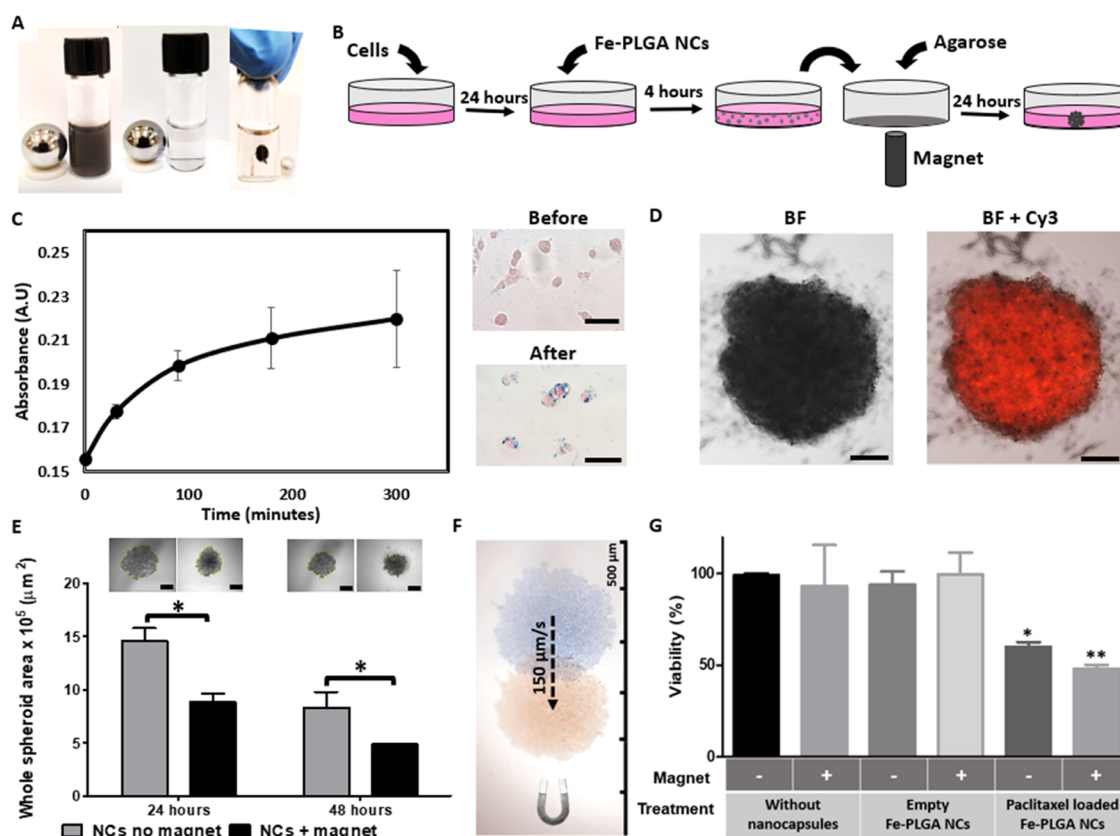 A
B
Cells
Fe-PLGA NCs
Agarose
24 hours
4 hours
24 hours
Magnet
C
Absorbance (A.U)
0.25
0.23
0.21
0.19
0.17
0.15
0
100
200
300
Time (minutes)
Before
After
D
BF
BF + Cy3
E
Whole spheroid area x 10⁵ (µm²)
20
15
10
5
0
*
*
24 hours
48 hours
NCs no magnet
NCs + magnet
F
500 µm
150 µm/s
G
Viability (%)
100
50
0
*
**
Magnet
- + - + - +
Treatment
Without
nanocapsules
Empty
Fe-PLGA NCs
Paclitaxel loaded
Fe-PLGA NCs